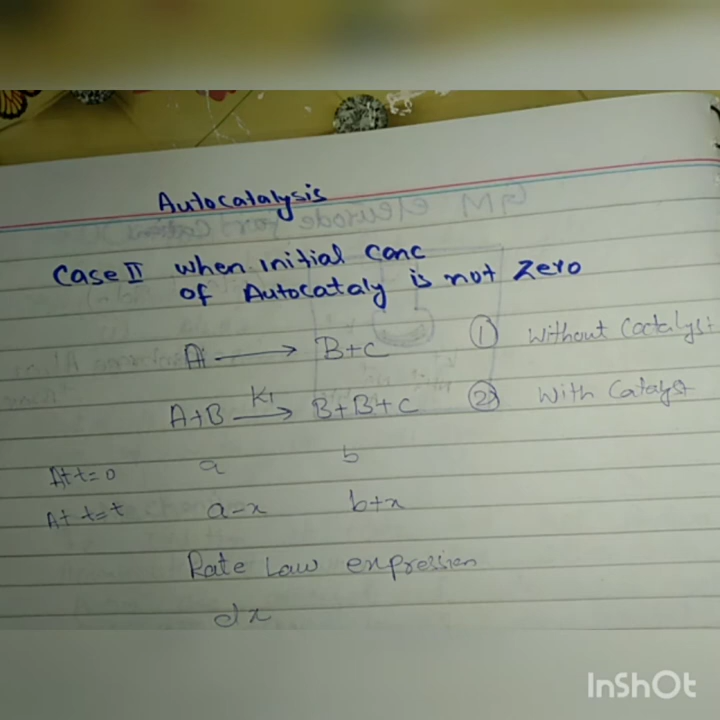 Autocatalysis
Case II when initial conc
of Autocataly is not zero
A ⟶ B+C ① Without Coctalyst
A+B —K1→ B+B+C ② With Catalyst
At t=0 a b
At t=t a-x b+x
Rate Law expression
dx
InShOt